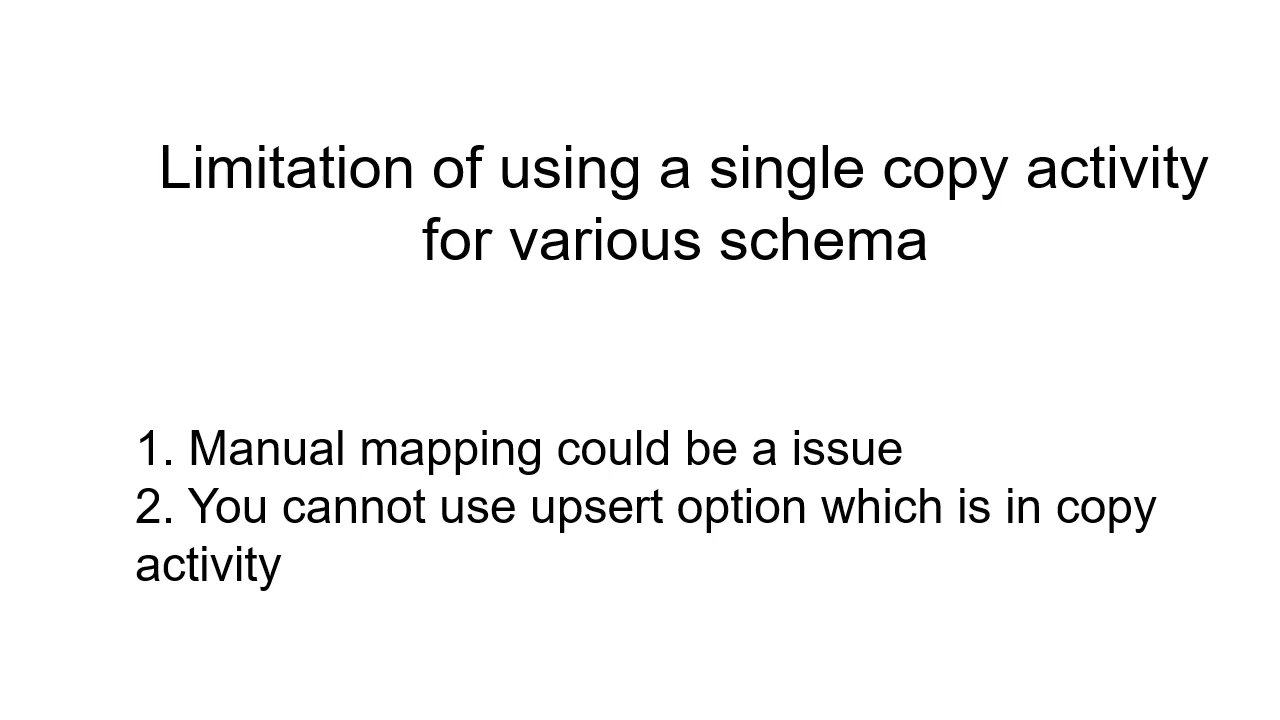 Limitation of using a single copy activity
for various schema
1. Manual mapping could be a issue
2. You cannot use upsert option which is in copy
activity